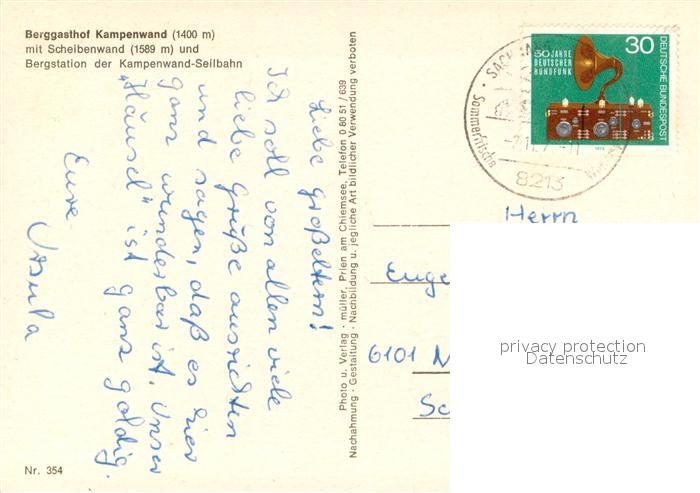 Berggasthof Kampenwand (1400 m)
mit Scheibenwand (1589 m) und
Bergstation der Kampenwand-Seilbahn
Liebe Großeltern!
Ich soll von allen viele
liebe Grüße ausrichten
und sagen, daß es hier
ganz wunderbar ist. Unser
"Häusel" ist ganz goldig.
Eure
Ursula
Nr. 354
Photo u. Verlag · müller, Prien am Chiemsee, Telefon 0 80 51 / 639
Nachahmung · Gestaltung · Nachbildung u. jegliche Art bildlicher Verwendung verboten
50 JAHRE
DEUTSCHER
RUNDFUNK
30
DEUTSCHE BUNDESPOST
Sommerfrische
8213
Herrn
6101
privacy protection
Datenschutz